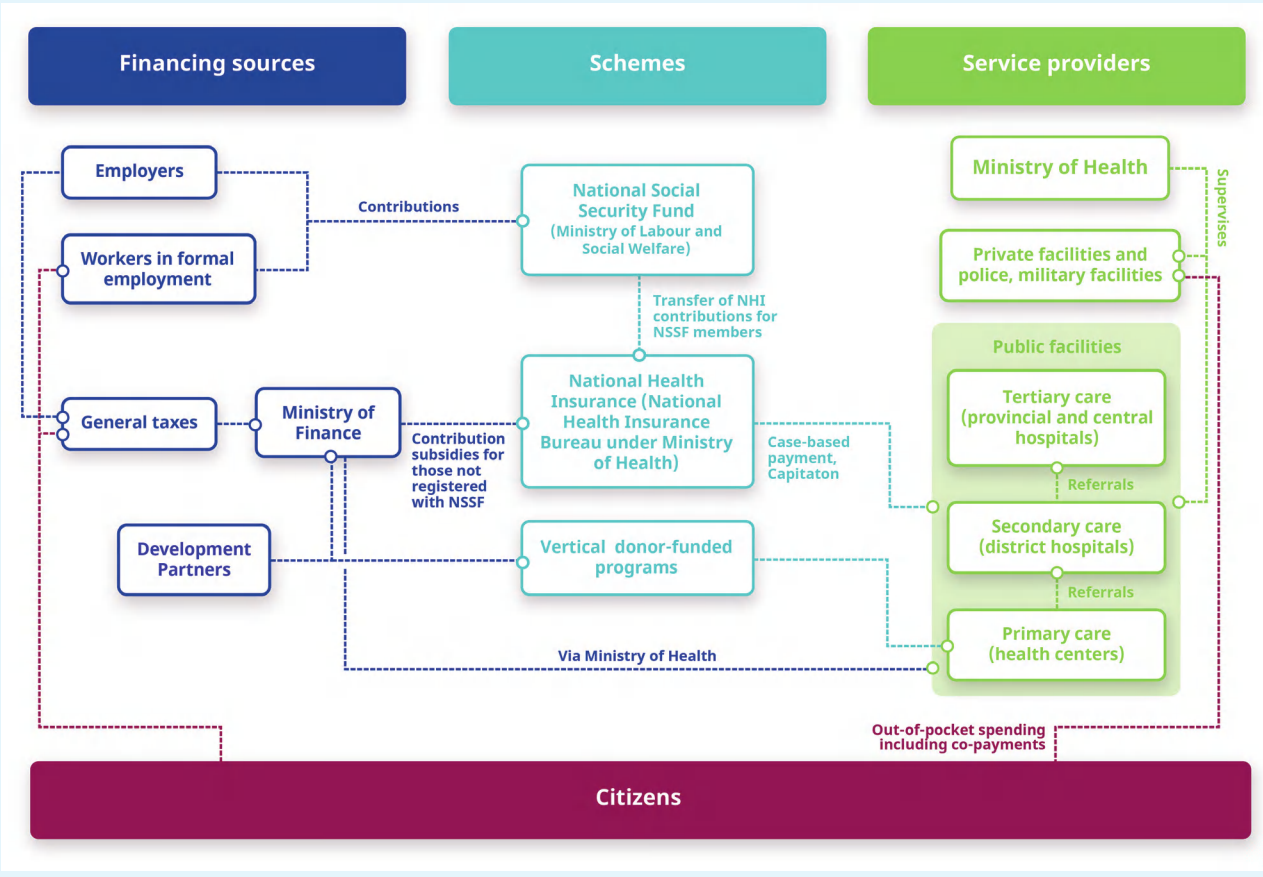 Financing sources
Schemes
Service providers
Employers
Workers in formal
employment
Contributions
National Social
Security Fund
(Ministry of Labour and
Social Welfare)
Ministry of Health
Supervises
Private facilities and
police, military facilities
Transfer of NHI
contributions for
NSSF members
General taxes
Ministry of
Finance
Contribution
subsidies for
those not
registered
with NSSF
National Health
Insurance (National
Health Insurance
Bureau under Ministry
of Health)
Case-based
payment,
Capitaton
Public facilities
Tertiary care
(provincial and central
hospitals)
Referrals
Secondary care
(district hospitals)
Referrals
Primary care
(health centers)
Development
Partners
Vertical donor-funded
programs
Via Ministry of Health
Out-of-pocket spending
including co-payments
Citizens